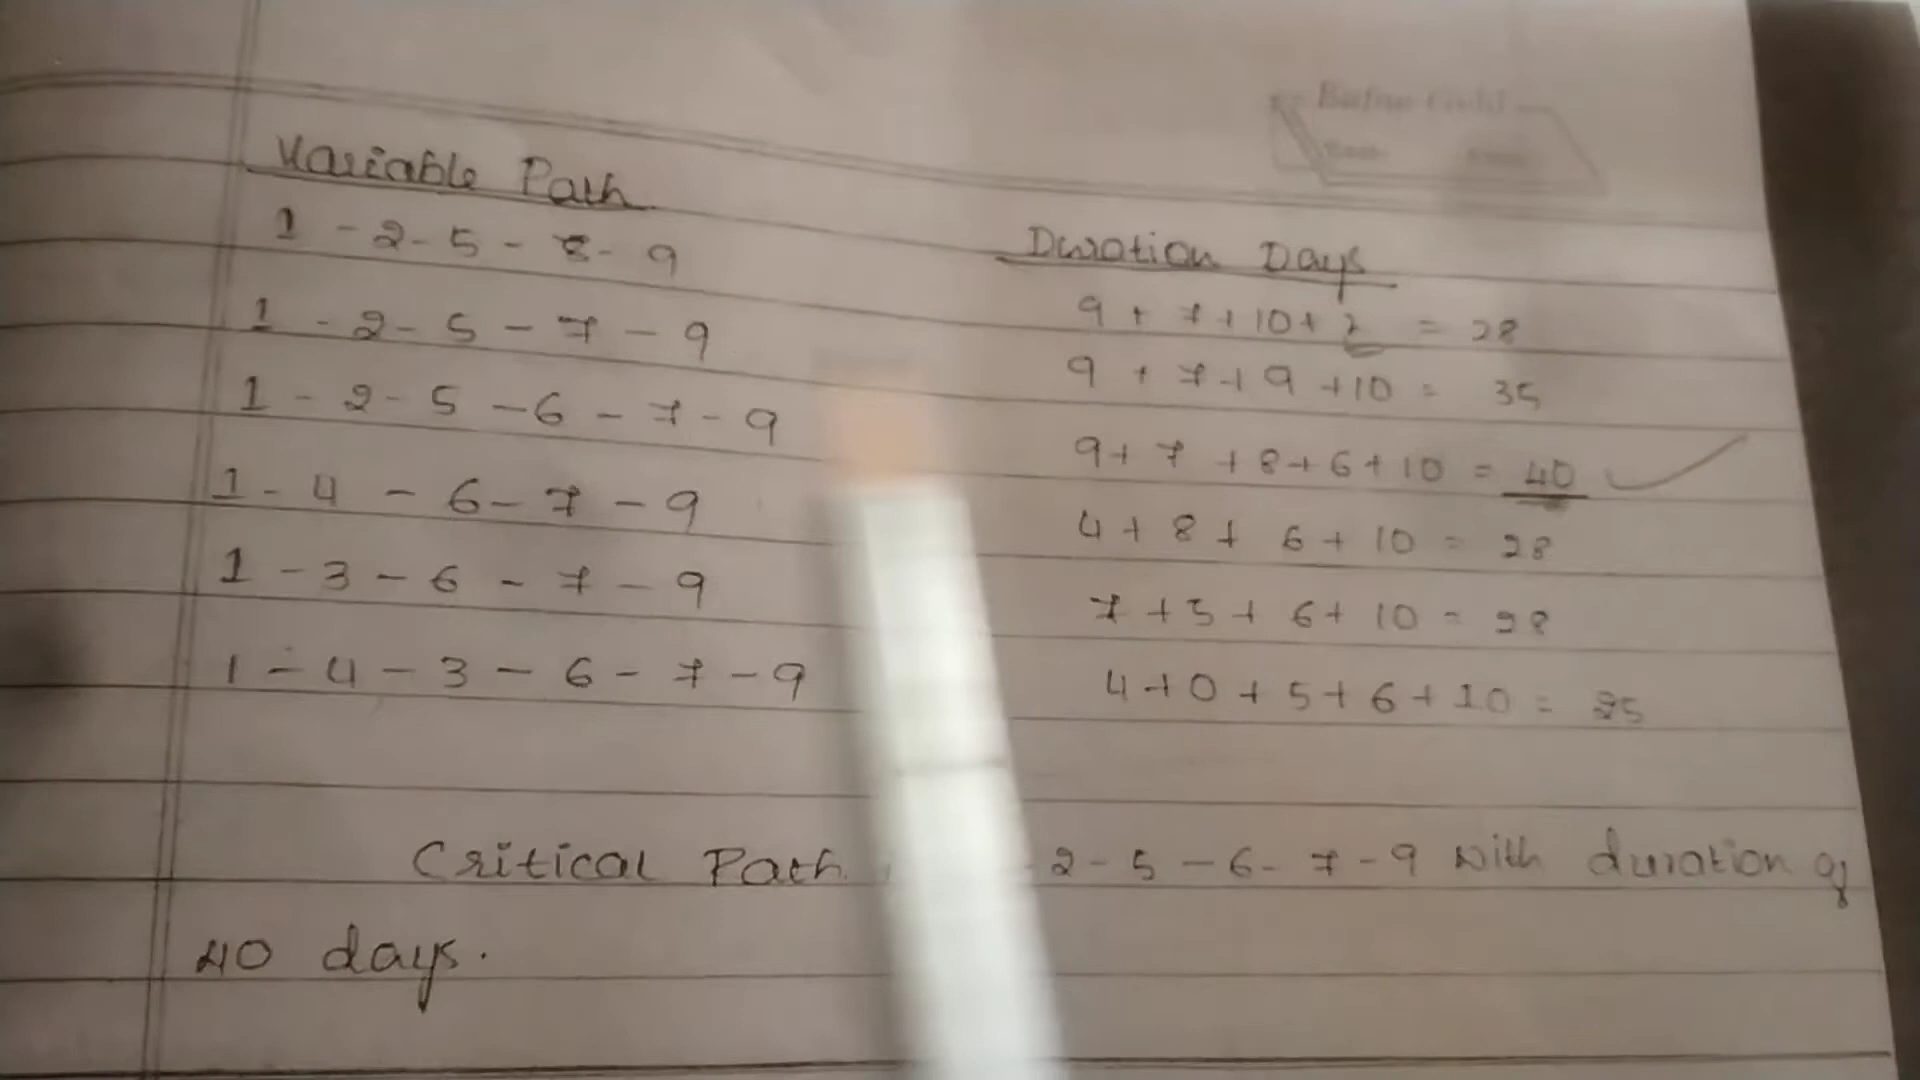 Variable Path
Duration Days
1 - 2 - 5 - 8 - 9
9 + 7 + 10 + 2 = 28
1 - 2 - 5 - 7 - 9
9 + 7 + 9 + 10 = 35
1 - 2 - 5 - 6 - 7 - 9
9 + 7 + 8 + 6 + 10 = 40
1 - 4 - 6 - 7 - 9
4 + 8 + 6 + 10 = 28
1 - 3 - 6 - 7 - 9
7 + 5 + 6 + 10 = 28
1 - 4 - 3 - 6 - 7 - 9
4 + 0 + 5 + 6 + 10 = 25
Critical Path 2 - 5 - 6 - 7 - 9 with duration of
40 days.